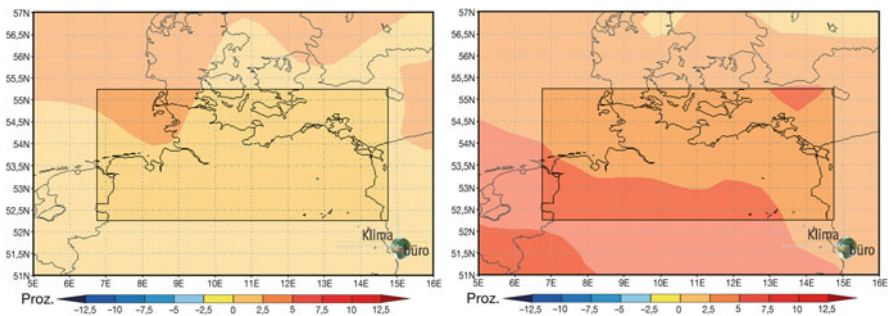 57N
56,5N
56N
55,5N
55N
54,5N
54N
53,5N
53N
52,5N
52N
51,5N
51N
5E 6E 7E 8E 9E 10E 11E 12E 13E 14E 15E 16E
Klima
büro
Proz.
−12,5 −10 −7,5 −5 −2,5 0 2,5 5 7,5 10 12,5
57N
56,5N
56N
55,5N
55N
54,5N
54N
53,5N
53N
52,5N
52N
51,5N
51N
5E 6E 7E 8E 9E 10E 11E 12E 13E 14E 15E 16E
Klima
büro
Proz.
−12,5 −10 −7,5 −5 −2,5 0 2,5 5 7,5 10 12,5